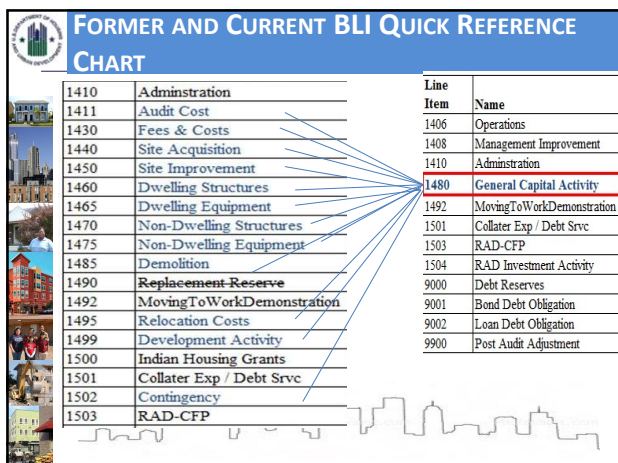 FORMER AND CURRENT BLI QUICK REFERENCE
CHART
1410 Adminstration
1411 Audit Cost
1430 Fees & Costs
1440 Site Acquisition
1450 Site Improvement
1460 Dwelling Structures
1465 Dwelling Equipment
1470 Non-Dwelling Structures
1475 Non-Dwelling Equipment
1485 Demolition
1490 Replacement Reserve
1492 MovingToWorkDemonstration
1495 Relocation Costs
1499 Development Activity
1500 Indian Housing Grants
1501 Collater Exp / Debt Srvc
1502 Contingency
1503 RAD-CFP
Line
Item Name
1406 Operations
1408 Management Improvement
1410 Adminstration
1480 General Capital Activity
1492 MovingToWorkDemonstration
1501 Collater Exp / Debt Srvc
1503 RAD-CFP
1504 RAD Investment Activity
9000 Debt Reserves
9001 Bond Debt Obligation
9002 Loan Debt Obligation
9900 Post Audit Adjustment